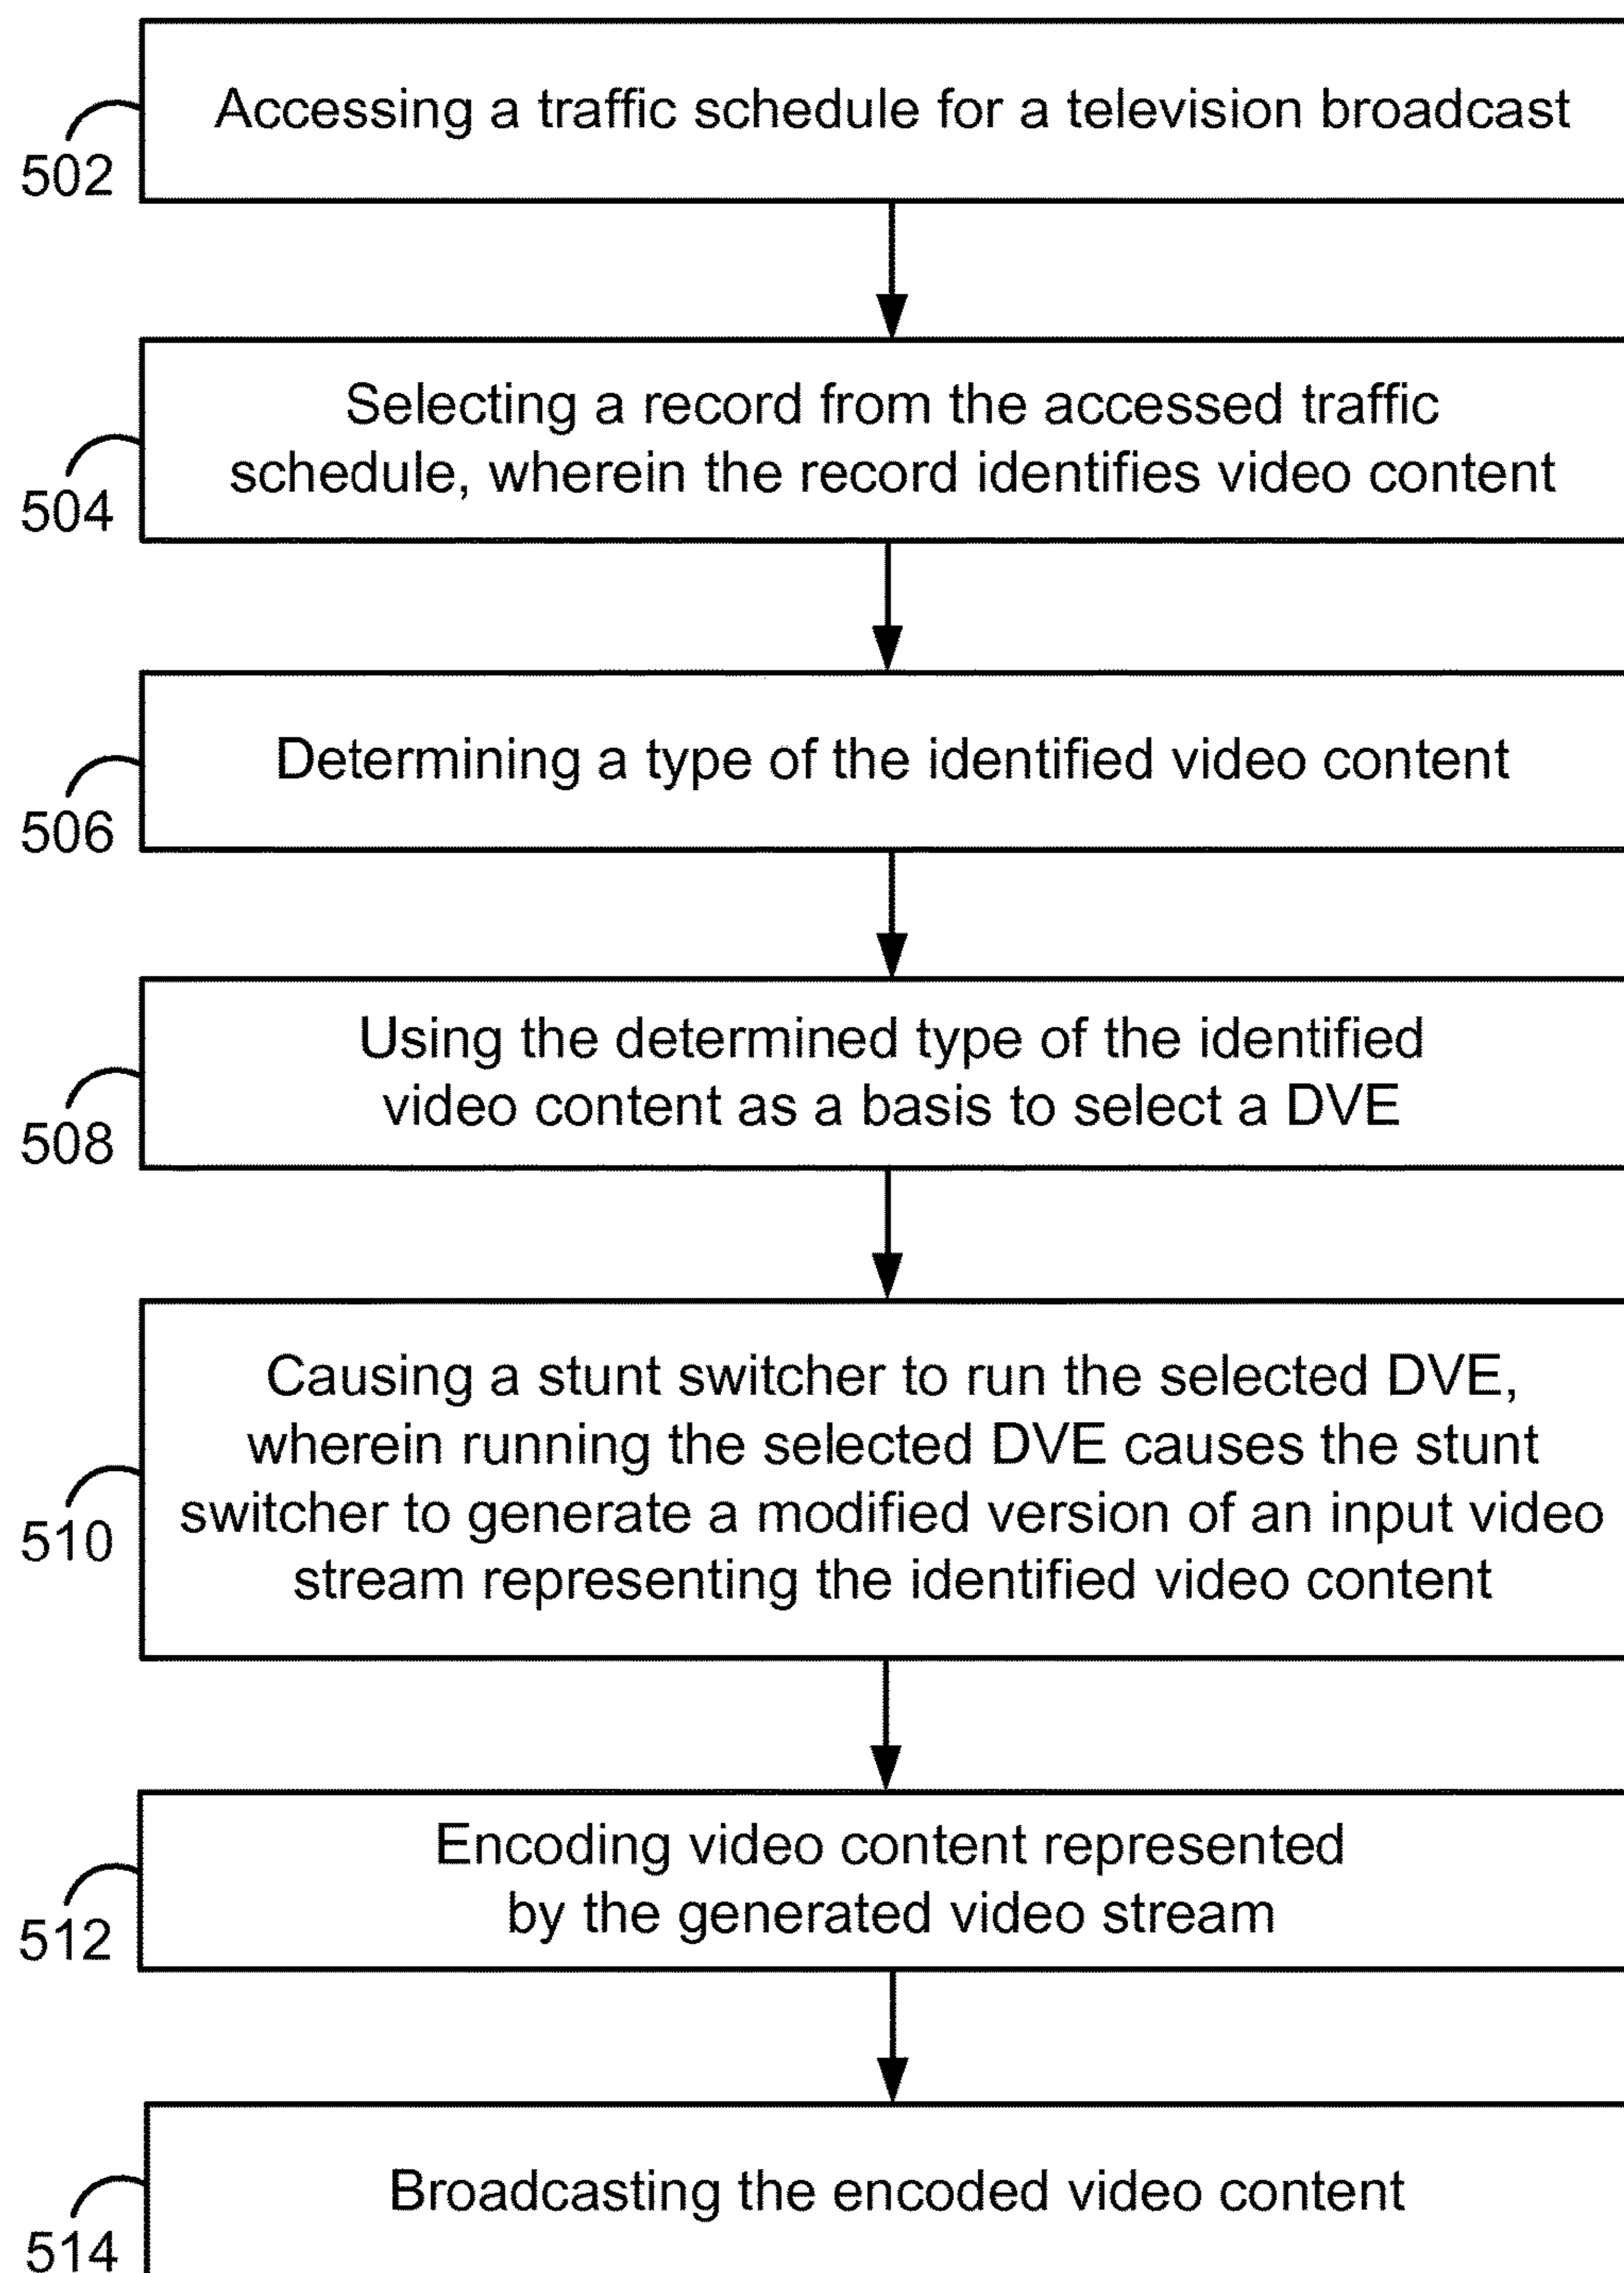 Accessing a traffic schedule for a television broadcast
502
Selecting a record from the accessed traffic
schedule, wherein the record identifies video content
504
Determining a type of the identified video content
506
Using the determined type of the identified
video content as a basis to select a DVE
508
Causing a stunt switcher to run the selected DVE,
wherein running the selected DVE causes the stunt
switcher to generate a modified version of an input video
stream representing the identified video content
510
Encoding video content represented
by the generated video stream
512
Broadcasting the encoded video content
514